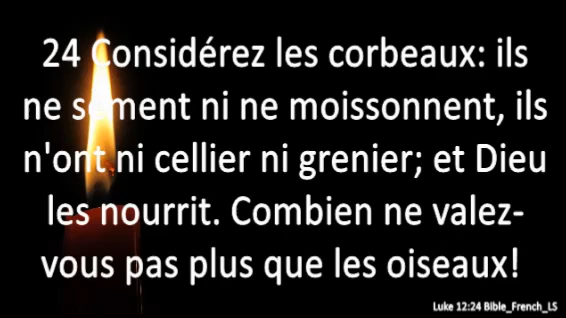 24 Considérez les corbeaux: ils
ne sèment ni ne moissonnent, ils
n'ont ni cellier ni grenier; et Dieu
les nourrit. Combien ne valez-
vous pas plus que les oiseaux!
Luke 12:24 Bible_French_LS